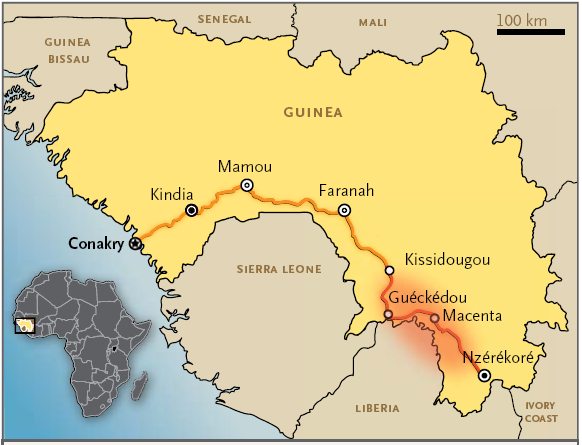 SENEGAL
MALI
100 km
GUINEA
BISSAU
GUINEA
Mamou
Kindia
Faranah
Conakry
Kissidougou
SIERRA LEONE
Guéckédou
Macenta
Nzérékoré
LIBERIA
IVORY
COAST